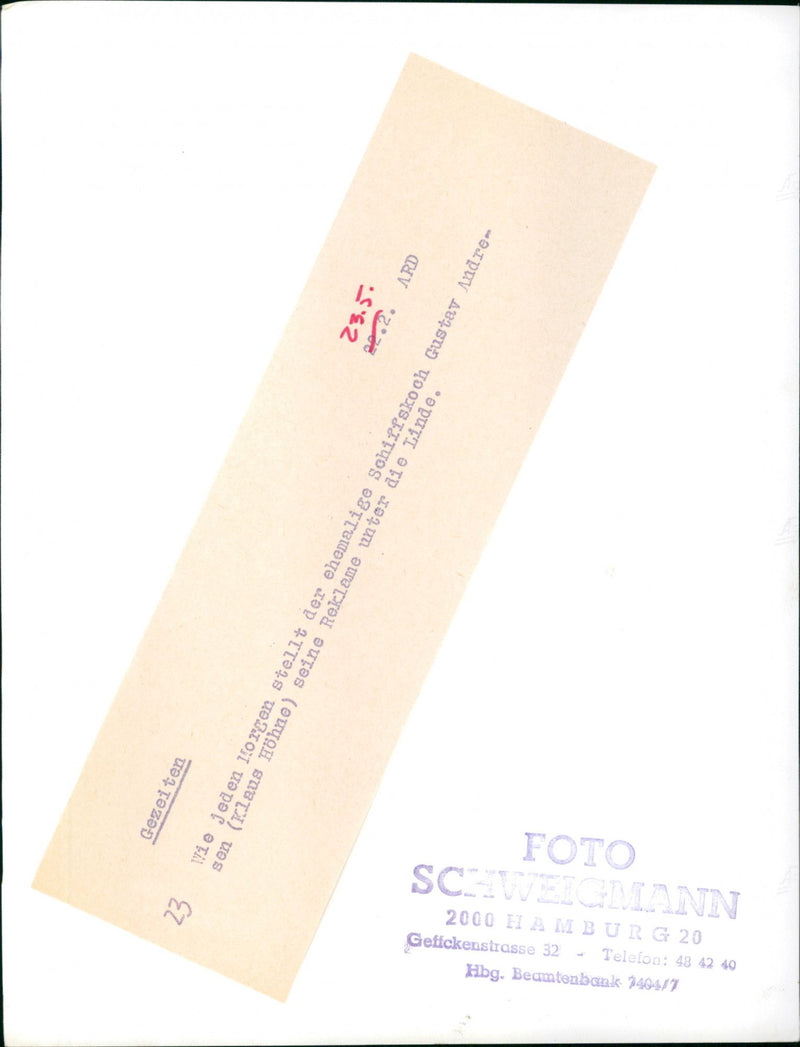 Gezeiten
23.5.
22.2. ARD
Wie jeden Morgen stellt der ehemalige Schiffskoch Gustav Andre-
sen (Klaus Höhne) seine Reklame unter die Linde.
23
FOTO
SCHWEIGMANN
2000 HAMBURG 20
Geffckenstrasse 32 - Telefon: 48 42 40
Hbg. Beamtenbank 7404/7